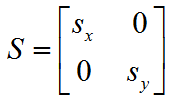 S = [ s_x 0
0 s_y ]